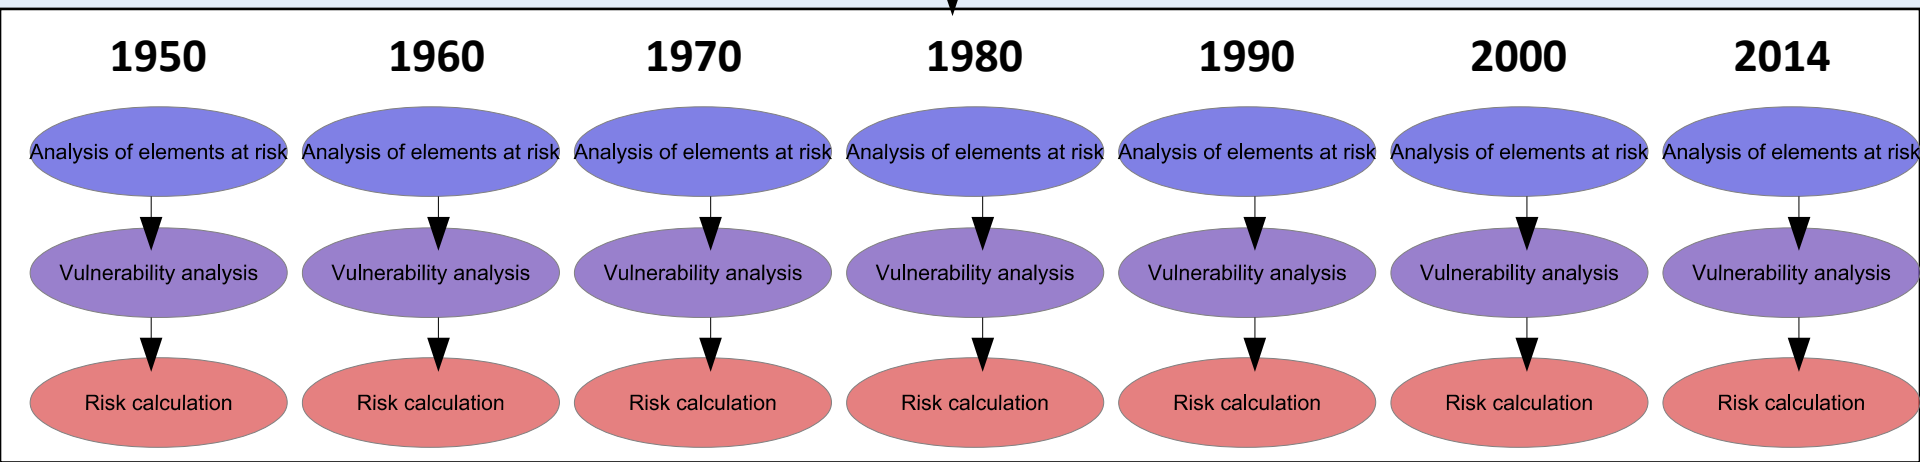 1950 1960 1970 1980 1990 2000 2014
Analysis of elements at risk Analysis of elements at risk Analysis of elements at risk Analysis of elements at risk Analysis of elements at risk Analysis of elements at risk Analysis of elements at risk
Vulnerability analysis Vulnerability analysis Vulnerability analysis Vulnerability analysis Vulnerability analysis Vulnerability analysis Vulnerability analysis
Risk calculation Risk calculation Risk calculation Risk calculation Risk calculation Risk calculation Risk calculation